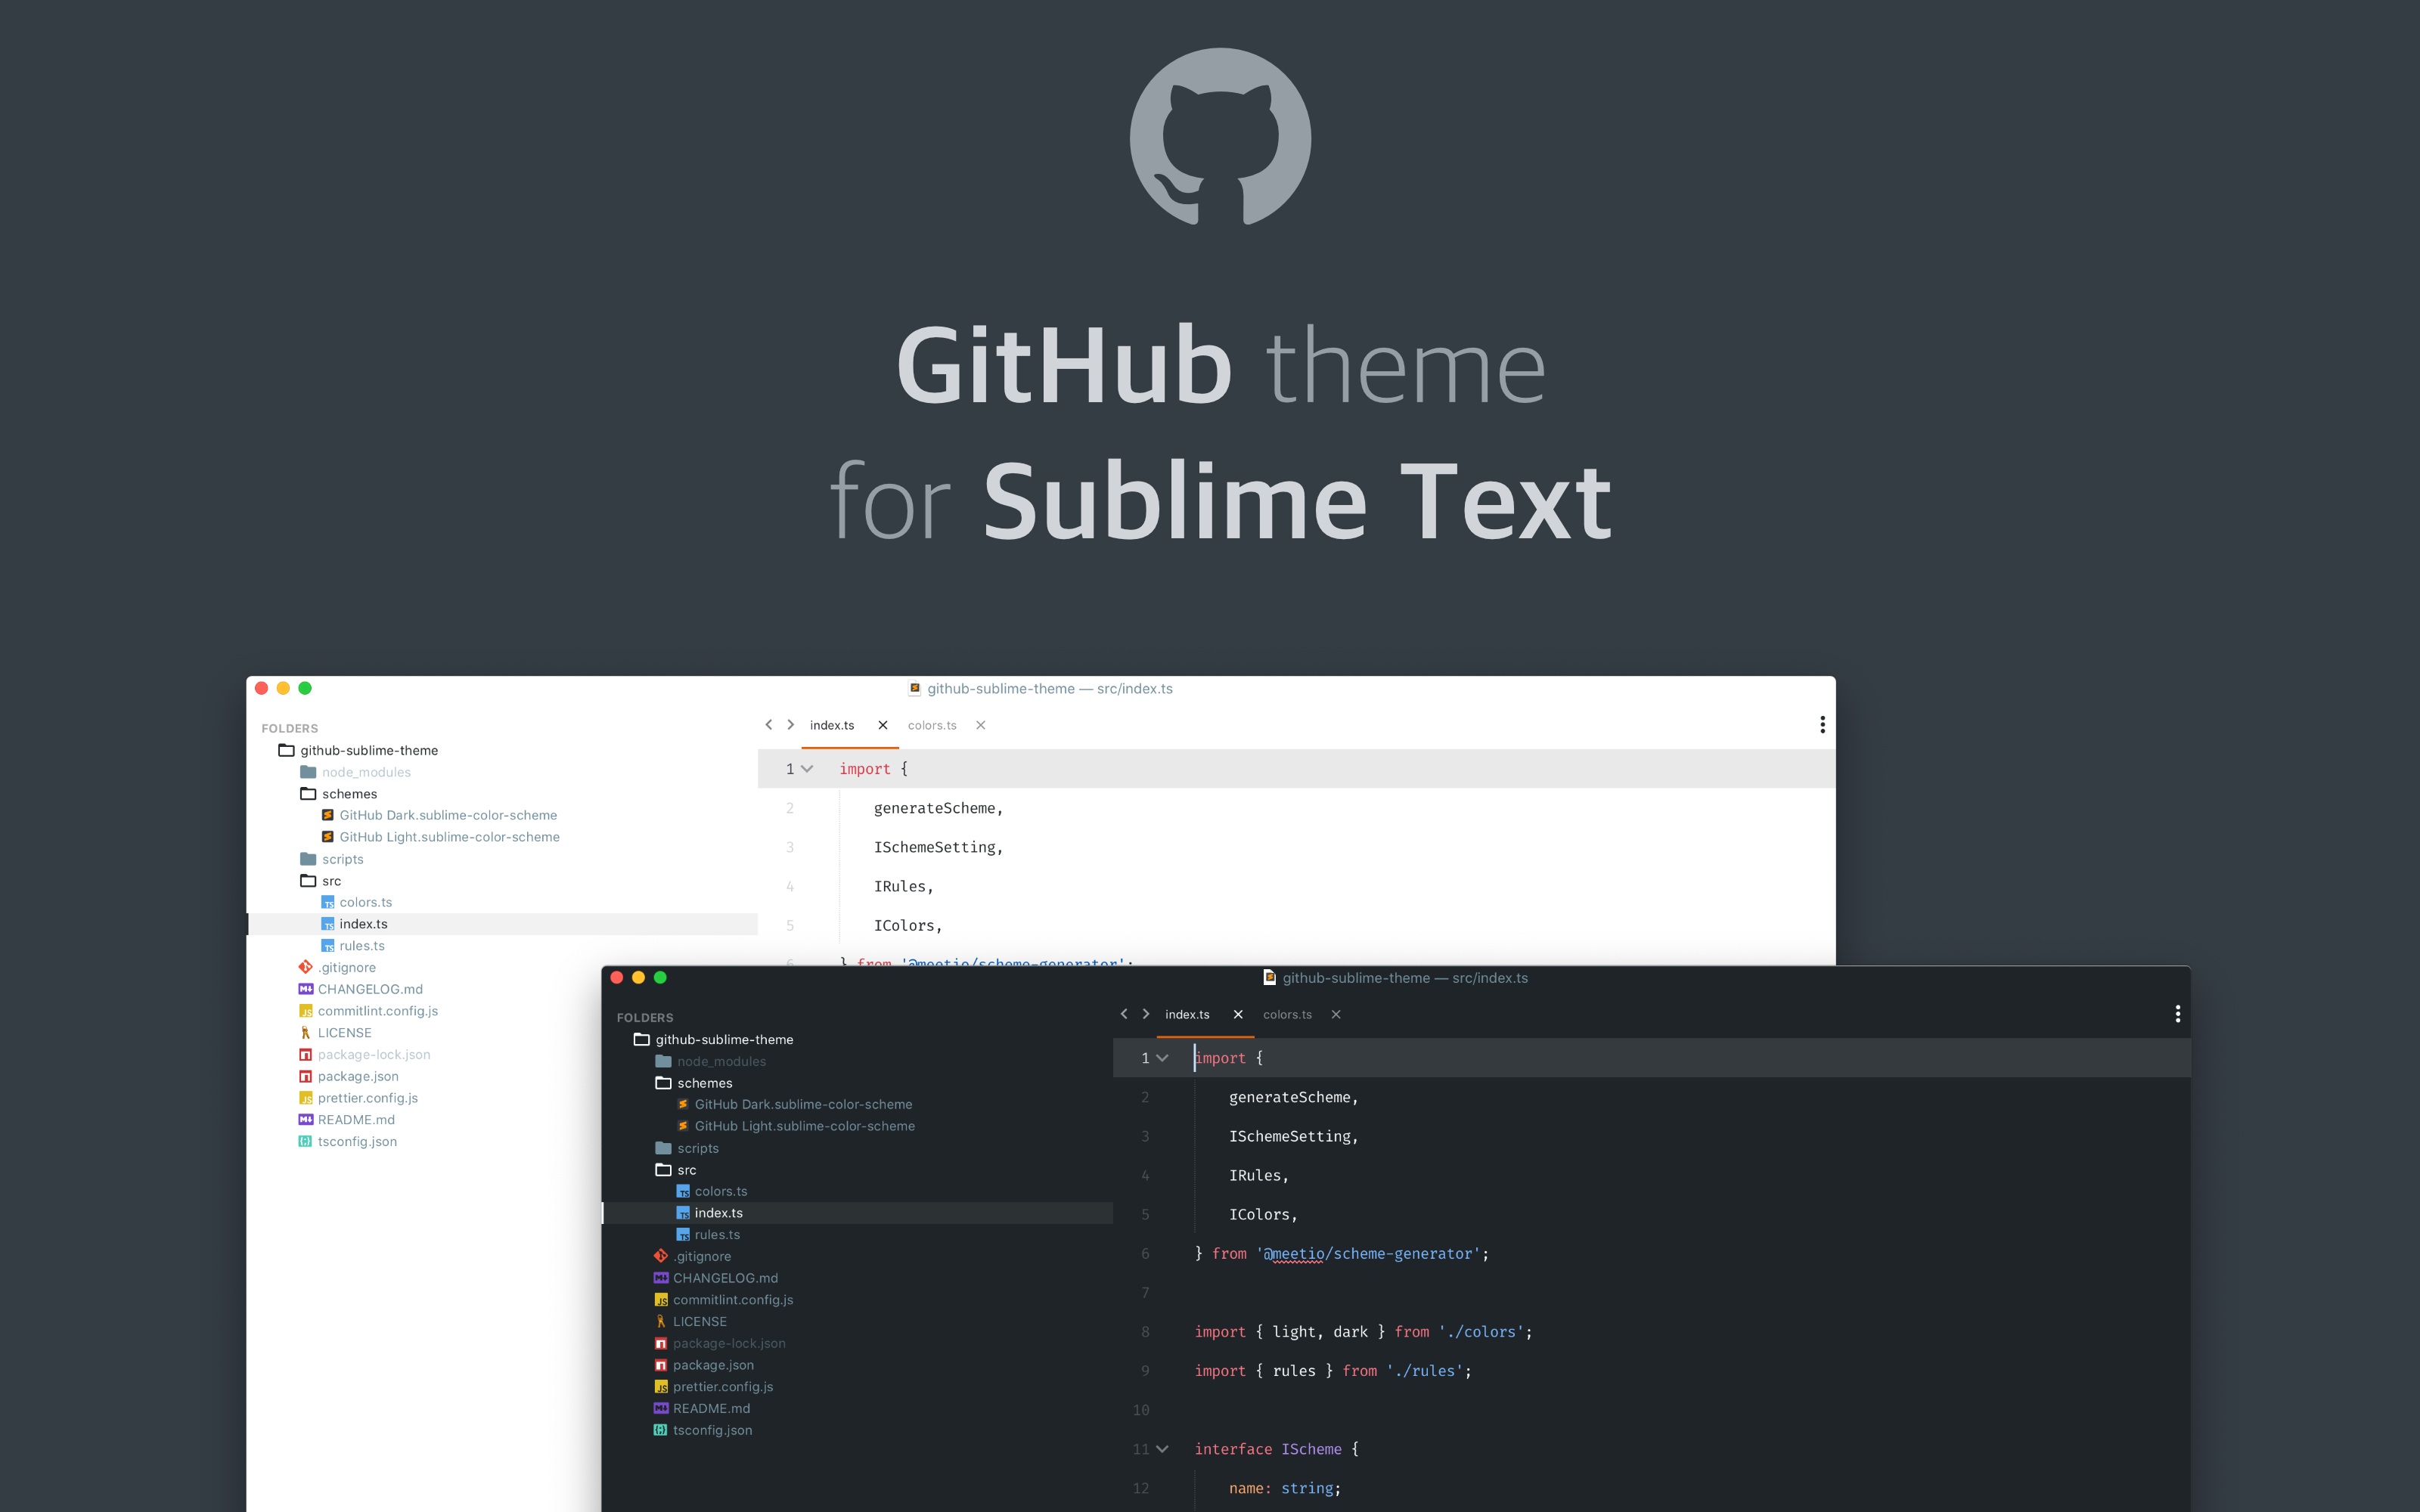 GitHub theme
for Sublime Text
github-sublime-theme — src/index.ts
FOLDERS
github-sublime-theme
node_modules
schemes
GitHub Dark.sublime-color-scheme
GitHub Light.sublime-color-scheme
scripts
src
colors.ts
index.ts
rules.ts
.gitignore
CHANGELOG.md
commitlint.config.js
LICENSE
package-lock.json
package.json
prettier.config.js
README.md
tsconfig.json
index.ts colors.ts
1 import {
2 generateScheme,
3 ISchemeSetting,
4 IRules,
5 IColors,
6 } from '@meetio/scheme-generator';
github-sublime-theme — src/index.ts
FOLDERS
github-sublime-theme
node_modules
schemes
GitHub Dark.sublime-color-scheme
GitHub Light.sublime-color-scheme
scripts
src
colors.ts
index.ts
rules.ts
.gitignore
CHANGELOG.md
commitlint.config.js
LICENSE
package-lock.json
package.json
prettier.config.js
README.md
tsconfig.json
index.ts colors.ts
1 import {
2 generateScheme,
3 ISchemeSetting,
4 IRules,
5 IColors,
6 } from '@meetio/scheme-generator';
7
8 import { light, dark } from './colors';
9 import { rules } from './rules';
10
11 interface IScheme {
12 name: string;